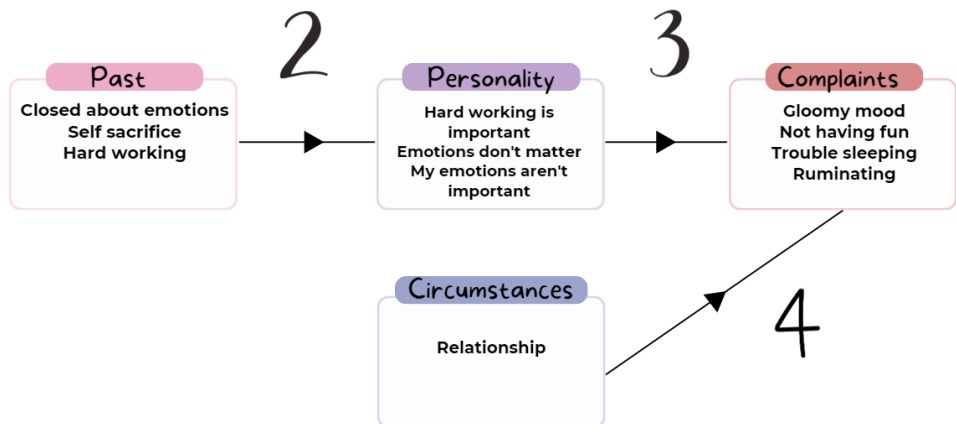 2
3
Past
Closed about emotions
Self sacrifice
Hard working
Personality
Hard working is
important
Emotions don't matter
My emotions aren't
important
Complaints
Gloomy mood
Not having fun
Trouble sleeping
Ruminating
Circumstances
Relationship
4